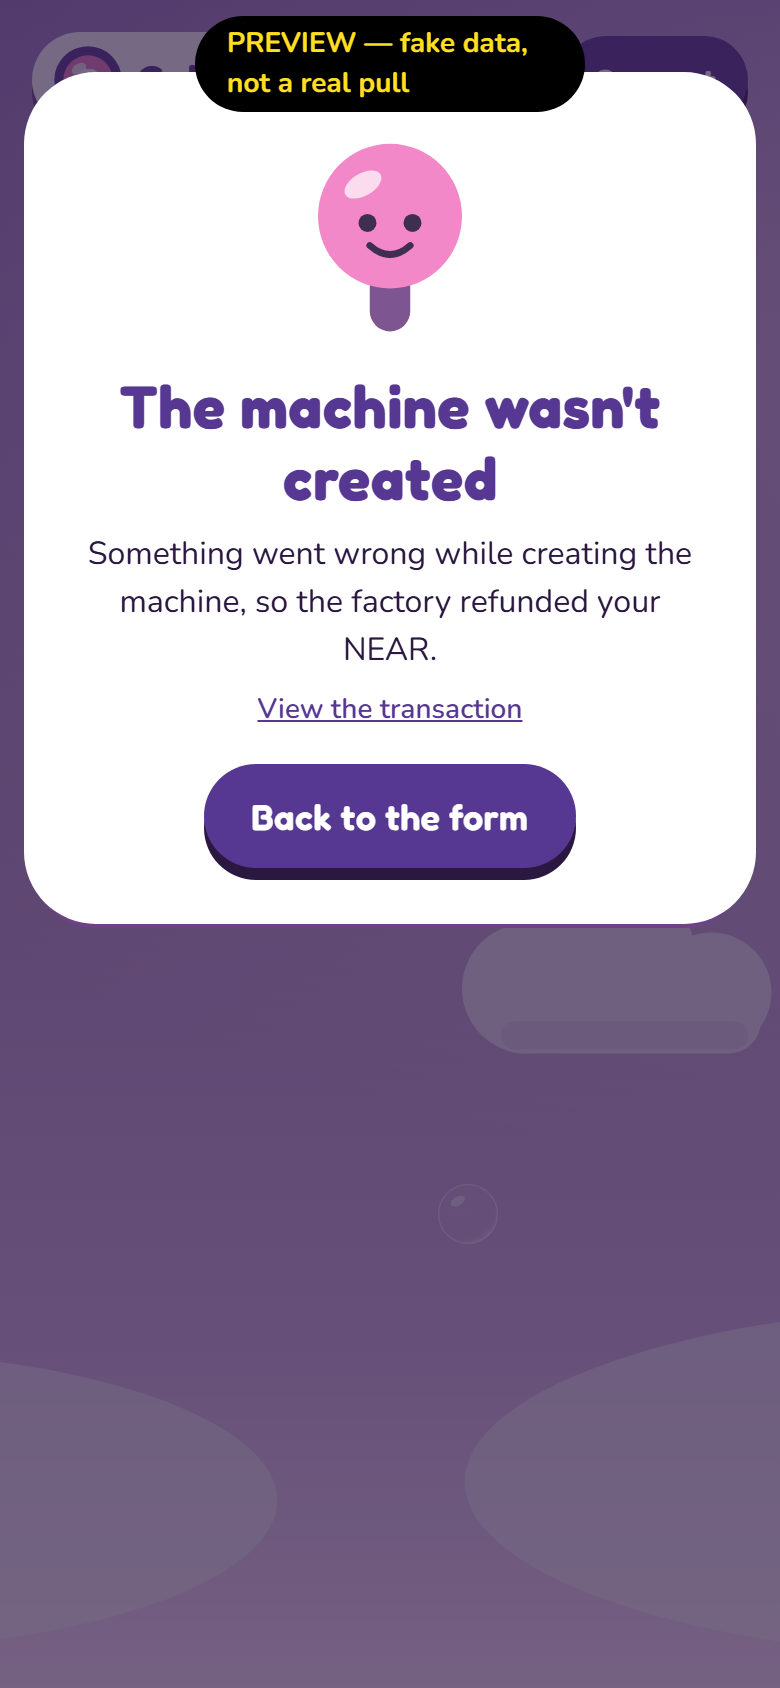 PREVIEW — fake data,
not a real pull
The machine wasn't
created
Something went wrong while creating the
machine, so the factory refunded your
NEAR.
View the transaction
Back to the form